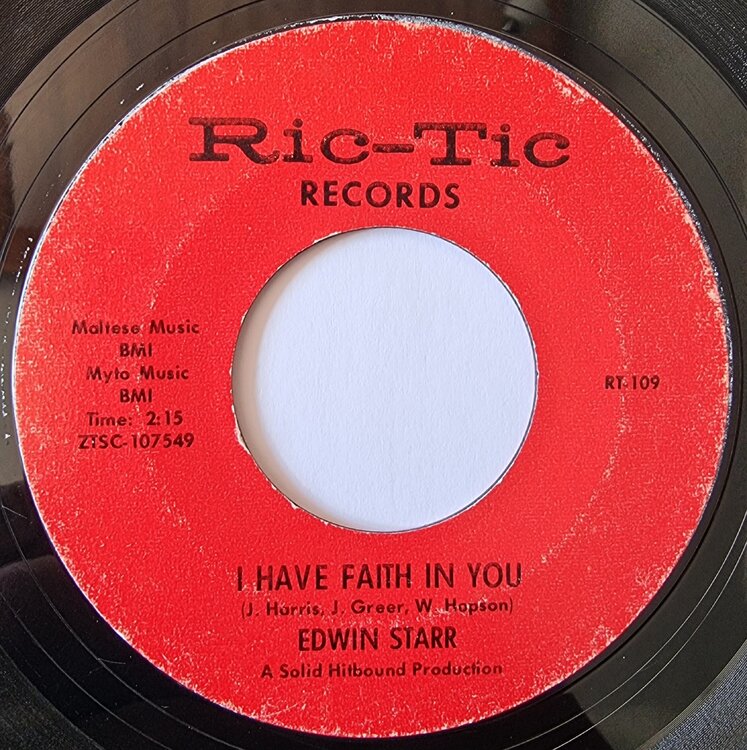 Ric-Tic
RECORDS
Maltese Music
BMI
Myto Music
BMI
Time: 2:15
ZTSC-107549
RT-109
I HAVE FAITH IN YOU
(J. Harris, J. Greer, W. Hopson)
EDWIN STARR
A Solid Hitbound Production